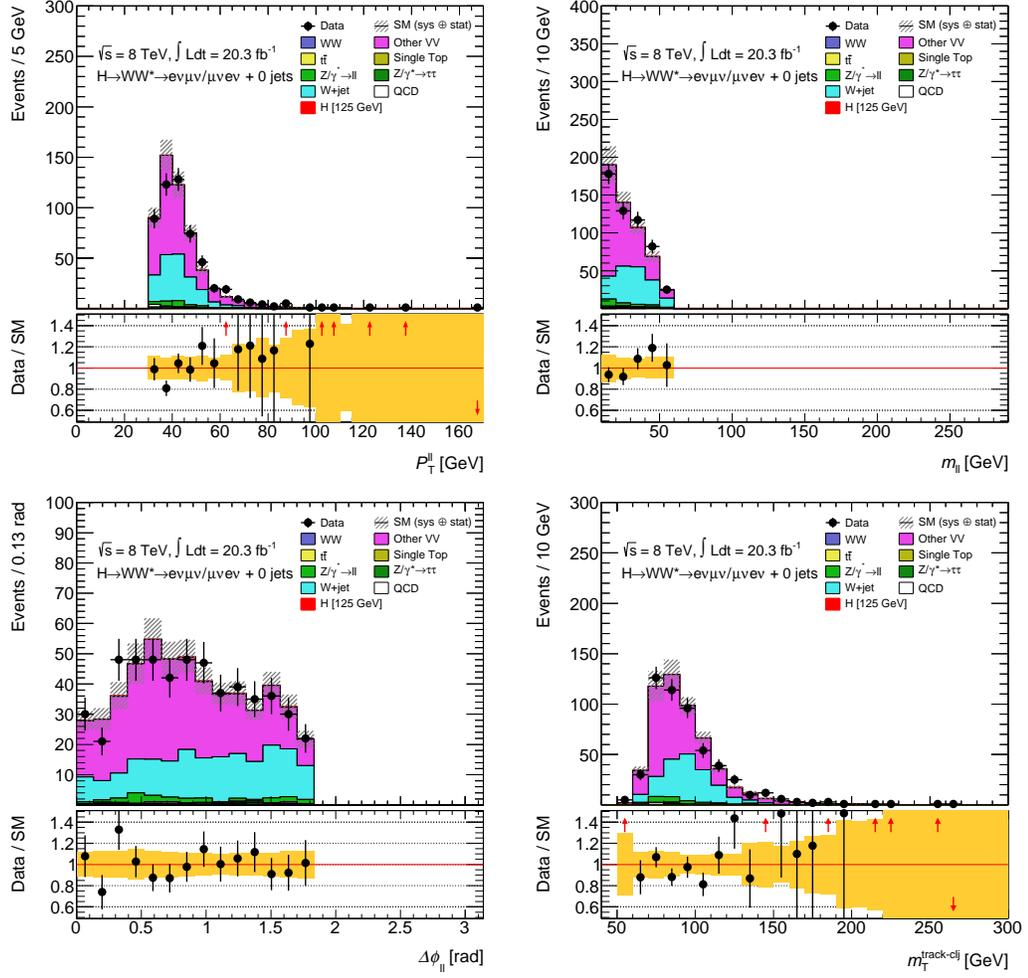 Events / 5 GeV
300
250
200
150
100
50
√s = 8 TeV, ∫ Ldt = 20.3 fb⁻¹
H→WW*→eνμν/μνeν + 0 jets
Data
SM (sys ⊕ stat)
WW
Other VV
tt̄
Single Top
Z/γ*→ll
Z/γ*→ττ
W+jet
QCD
H [125 GeV]
Data / SM
1.4
1.2
1
0.8
0.6
0 20 40 60 80 100 120 140 160
P_T^ll [GeV]
Events / 10 GeV
400
350
300
250
200
150
100
50
√s = 8 TeV, ∫ Ldt = 20.3 fb⁻¹
H→WW*→eνμν/μνeν + 0 jets
Data
SM (sys ⊕ stat)
WW
Other VV
tt̄
Single Top
Z/γ*→ll
Z/γ*→ττ
W+jet
QCD
H [125 GeV]
Data / SM
1.4
1.2
1
0.8
0.6
50 100 150 200 250
m_ll [GeV]
Events / 0.13 rad
100
90
80
70
60
50
40
30
20
10
√s = 8 TeV, ∫ Ldt = 20.3 fb⁻¹
H→WW*→eνμν/μνeν + 0 jets
Data
SM (sys ⊕ stat)
WW
Other VV
tt̄
Single Top
Z/γ*→ll
Z/γ*→ττ
W+jet
QCD
H [125 GeV]
Data / SM
1.4
1.2
1
0.8
0.6
0 0.5 1 1.5 2 2.5 3
Δϕ_ll [rad]
Events / 10 GeV
300
250
200
150
100
50
√s = 8 TeV, ∫ Ldt = 20.3 fb⁻¹
H→WW*→eνμν/μνeν + 0 jets
Data
SM (sys ⊕ stat)
WW
Other VV
tt̄
Single Top
Z/γ*→ll
Z/γ*→ττ
W+jet
QCD
H [125 GeV]
Data / SM
1.4
1.2
1
0.8
0.6
50 100 150 200 250 300
m_T^track-clj [GeV]